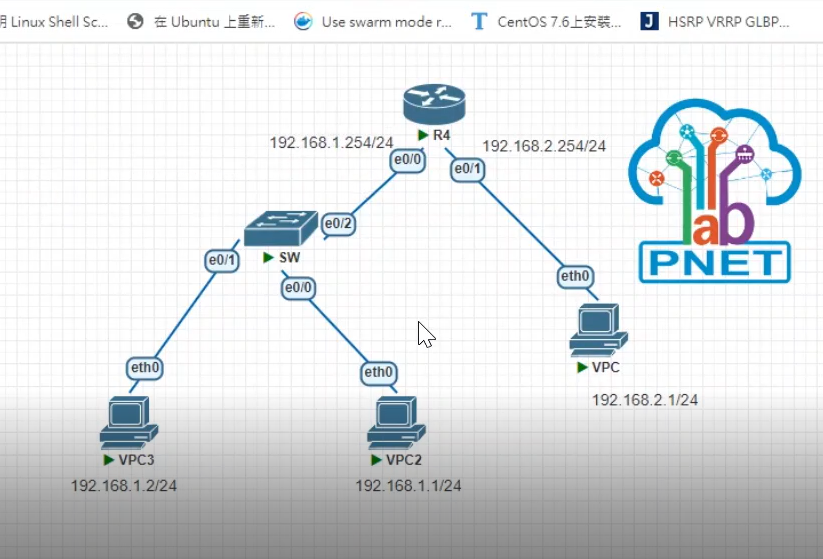 Linux Shell Sc...
在 Ubuntu 上重新...
Use swarm mode r...
T
CentOS 7.6上安裝...
J
HSRP VRRP GLBP...
R4
192.168.1.254/24
192.168.2.254/24
e0/0
e0/1
e0/2
SW
e0/1
e0/0
lab
PNET
eth0
VPC
192.168.2.1/24
eth0
eth0
VPC3
VPC2
192.168.1.2/24
192.168.1.1/24